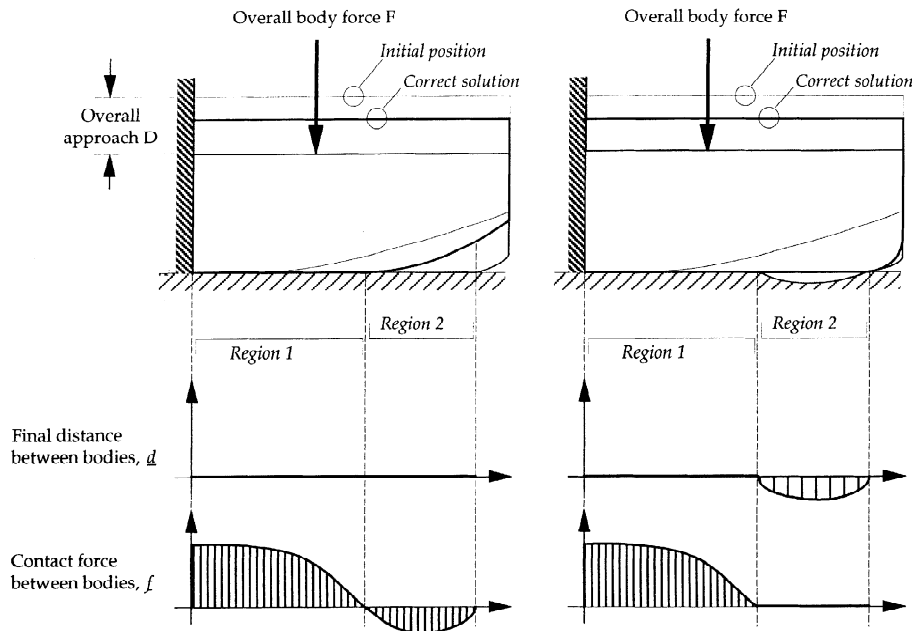 Overall body force F
Initial position
Correct solution
Overall
approach D
Region 1
Region 2
Overall body force F
Initial position
Correct solution
Region 1
Region 2
Final distance
between bodies, d
Contact force
between bodies, f